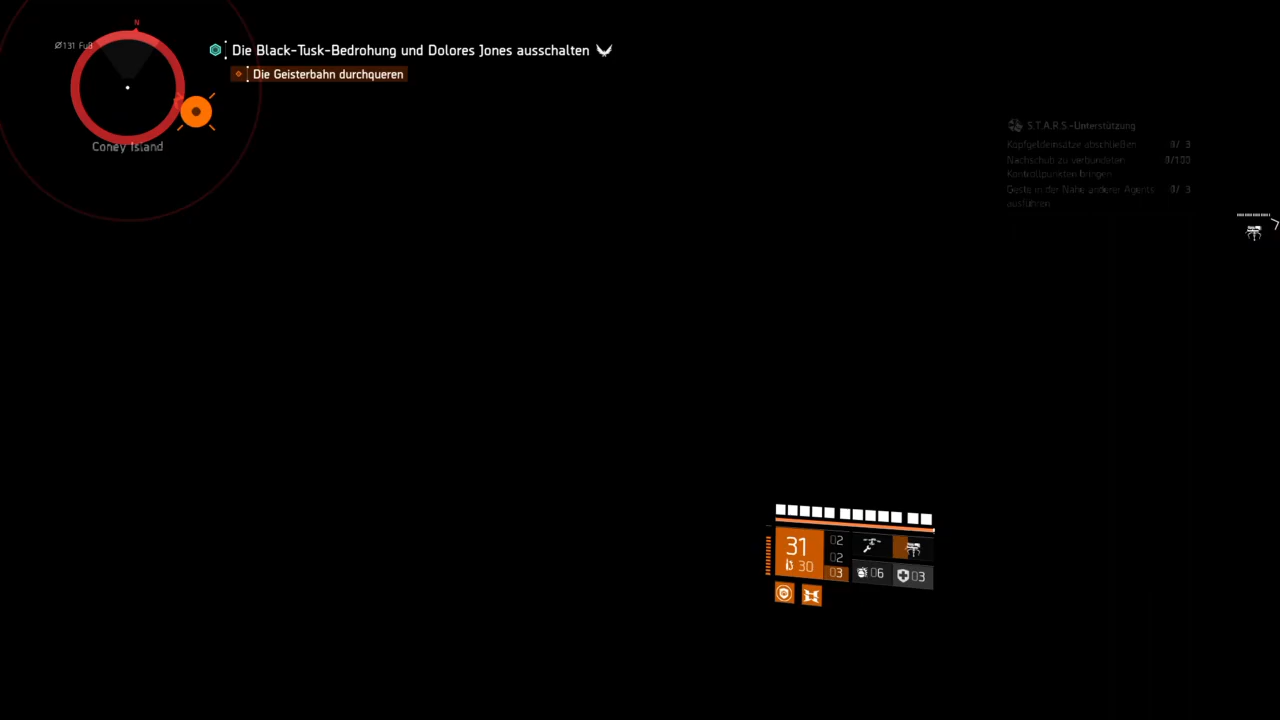 N
Ø131 Fuß
Coney Island
Die Black-Tusk-Bedrohung und Dolores Jones ausschalten
Die Geisterbahn durchqueren
S.T.A.R.S-Unterstützung
Kopfgeldeinsätze abschließen 0/ 3
Nachschub zu verbündeten 0/100
Kontrollpunkten bringen
Geste in der Nähe anderer Agents 0/ 3
ausführen
31
30
02
02
03
06
03